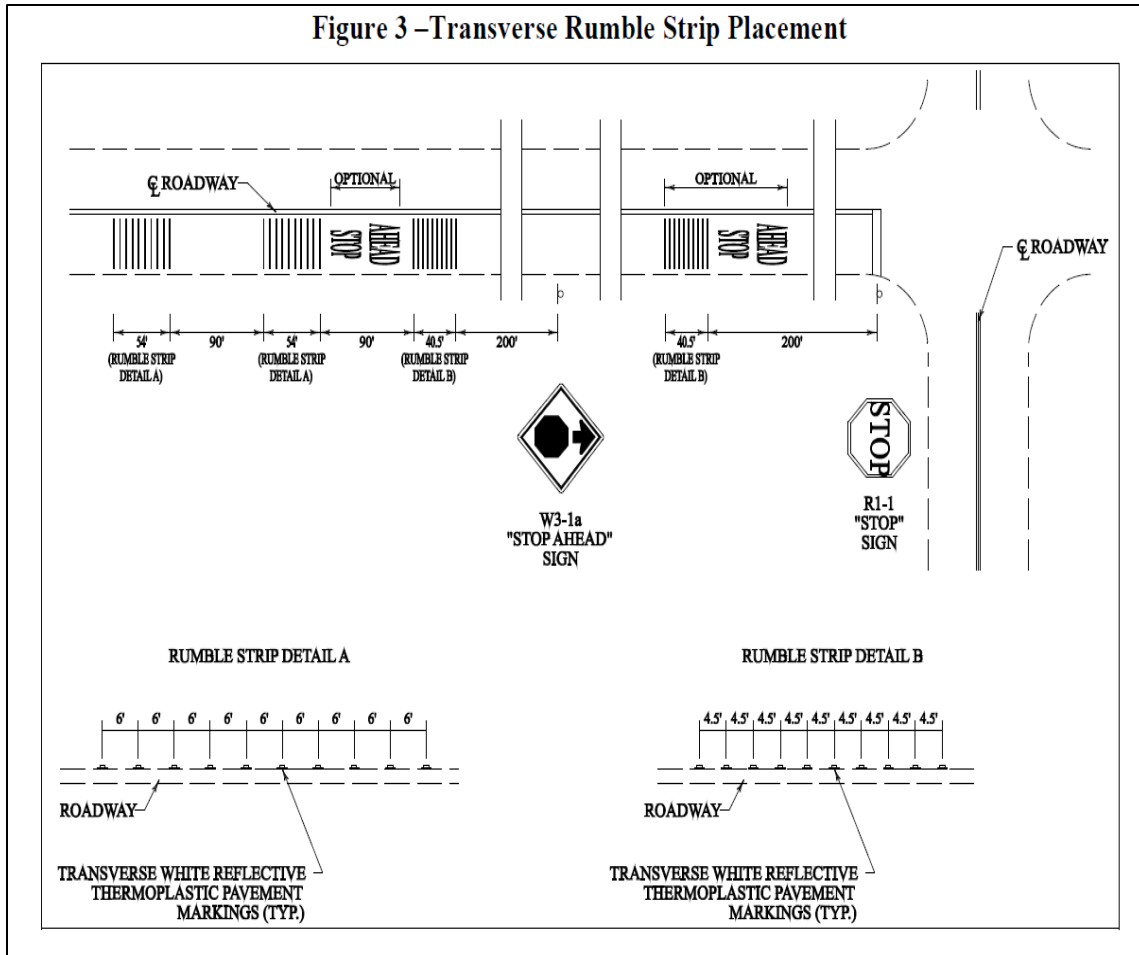 Figure 3 –Transverse Rumble Strip Placement
℄ ROADWAY
OPTIONAL
OPTIONAL
AHEAD
STOP
AHEAD
STOP
℄ ROADWAY
54'
(RUMBLE STRIP
DETAIL A)
90'
54'
(RUMBLE STRIP
DETAIL A)
90'
40.5'
(RUMBLE STRIP
DETAIL B)
200'
40.5'
(RUMBLE STRIP
DETAIL B)
200'
W3-1a
"STOP AHEAD"
SIGN
STOP
R1-1
"STOP"
SIGN
RUMBLE STRIP DETAIL A
6' 6' 6' 6' 6' 6' 6' 6' 6'
ROADWAY
TRANSVERSE WHITE REFLECTIVE
THERMOPLASTIC PAVEMENT
MARKINGS (TYP.)
RUMBLE STRIP DETAIL B
4.5' 4.5' 4.5' 4.5' 4.5' 4.5' 4.5' 4.5' 4.5'
ROADWAY
TRANSVERSE WHITE REFLECTIVE
THERMOPLASTIC PAVEMENT
MARKINGS (TYP.)